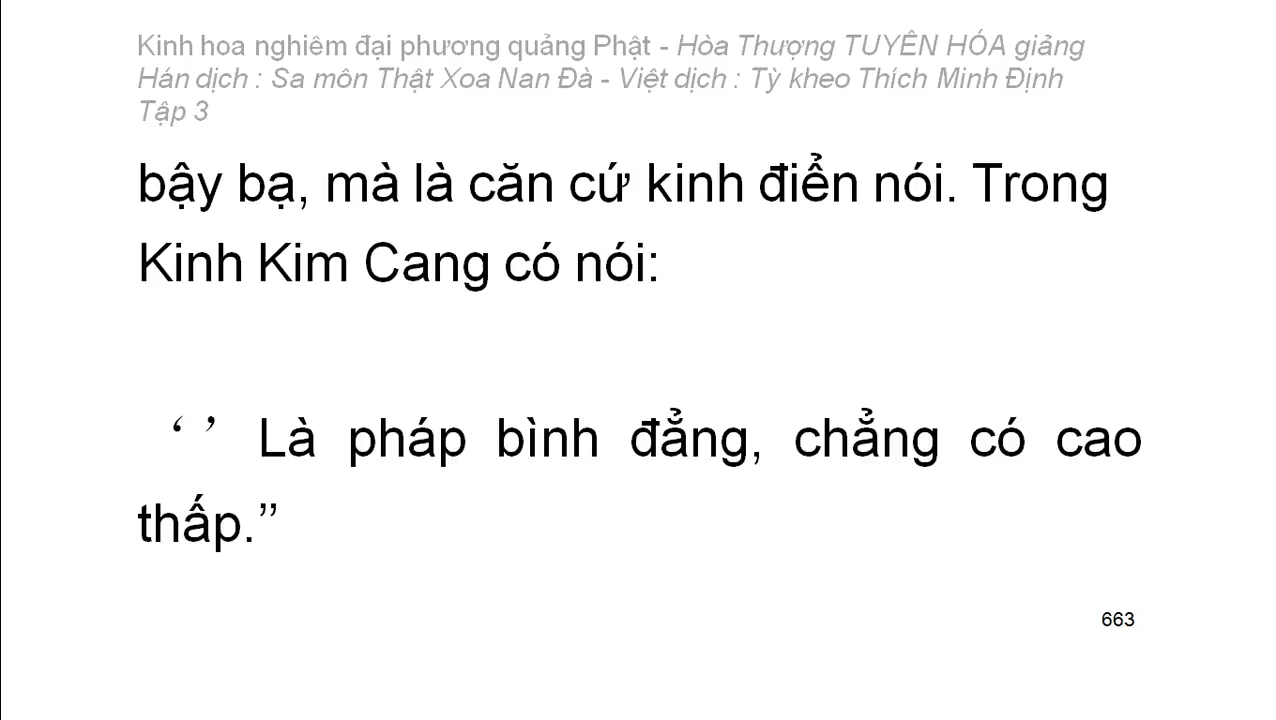 Kinh hoa nghiêm đại phương quảng Phật - Hòa Thượng TUYÊN HÓA giảng
Hán dịch : Sa môn Thật Xoa Nan Đà - Việt dịch : Tỳ kheo Thích Minh Định
Tập 3
bậy bạ, mà là căn cứ kinh điển nói. Trong
Kinh Kim Cang có nói:
‘ ’ Là pháp bình đẳng, chẳng có cao
thấp.”
663